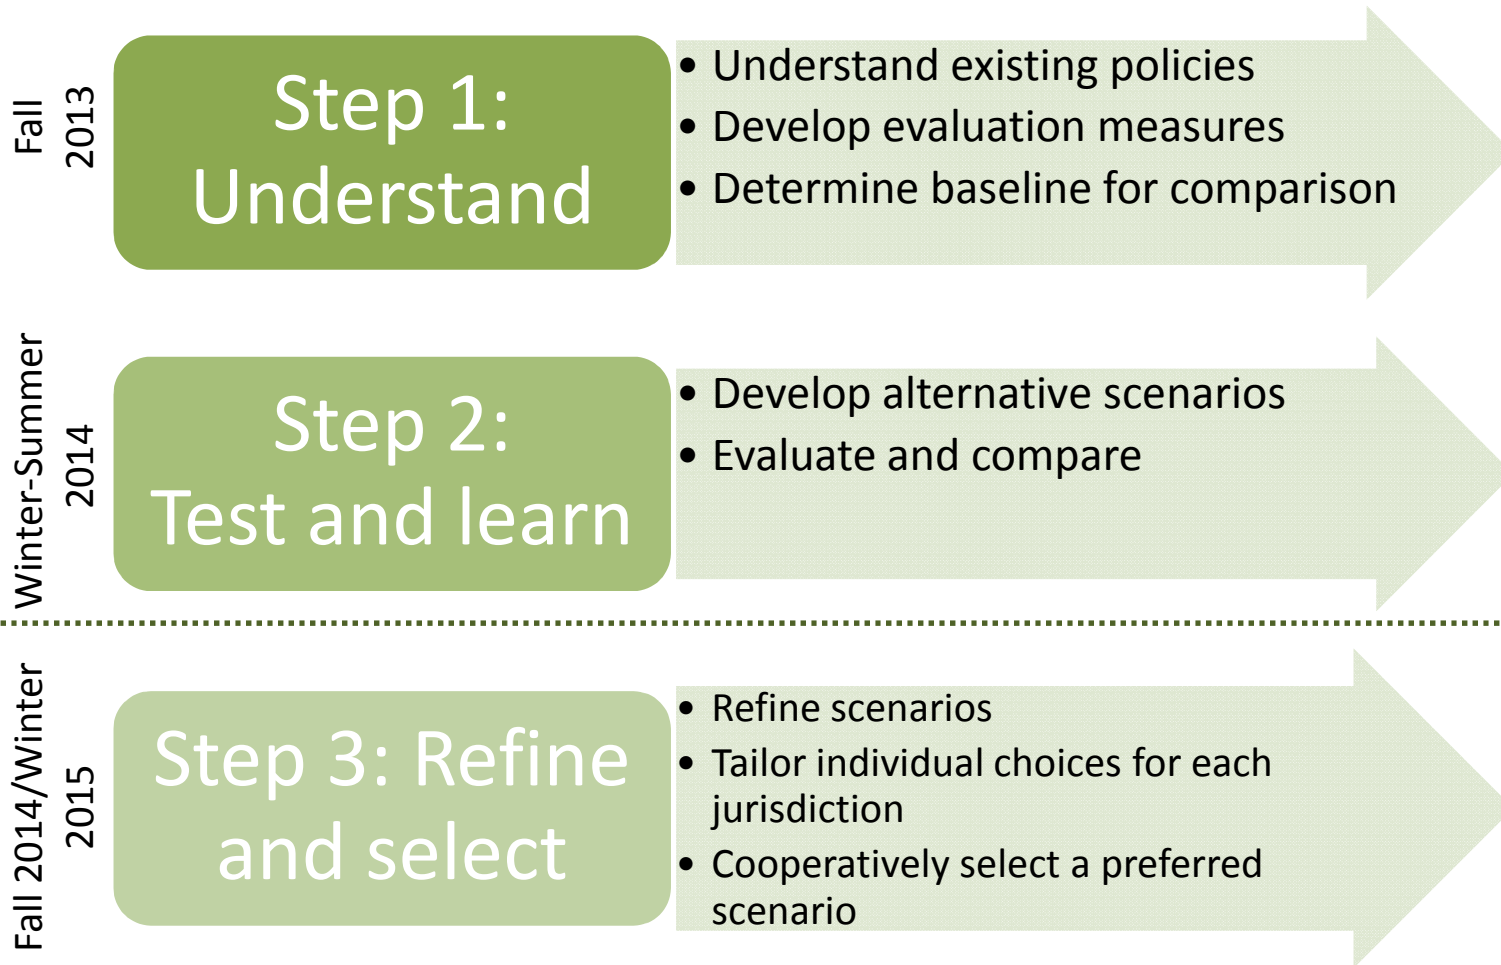 Fall
2013
Step 1:
Understand
• Understand existing policies
• Develop evaluation measures
• Determine baseline for comparison
Winter-Summer
2014
Step 2:
Test and learn
• Develop alternative scenarios
• Evaluate and compare
Fall 2014/Winter
2015
Step 3: Refine
and select
• Refine scenarios
• Tailor individual choices for each
jurisdiction
• Cooperatively select a preferred
scenario